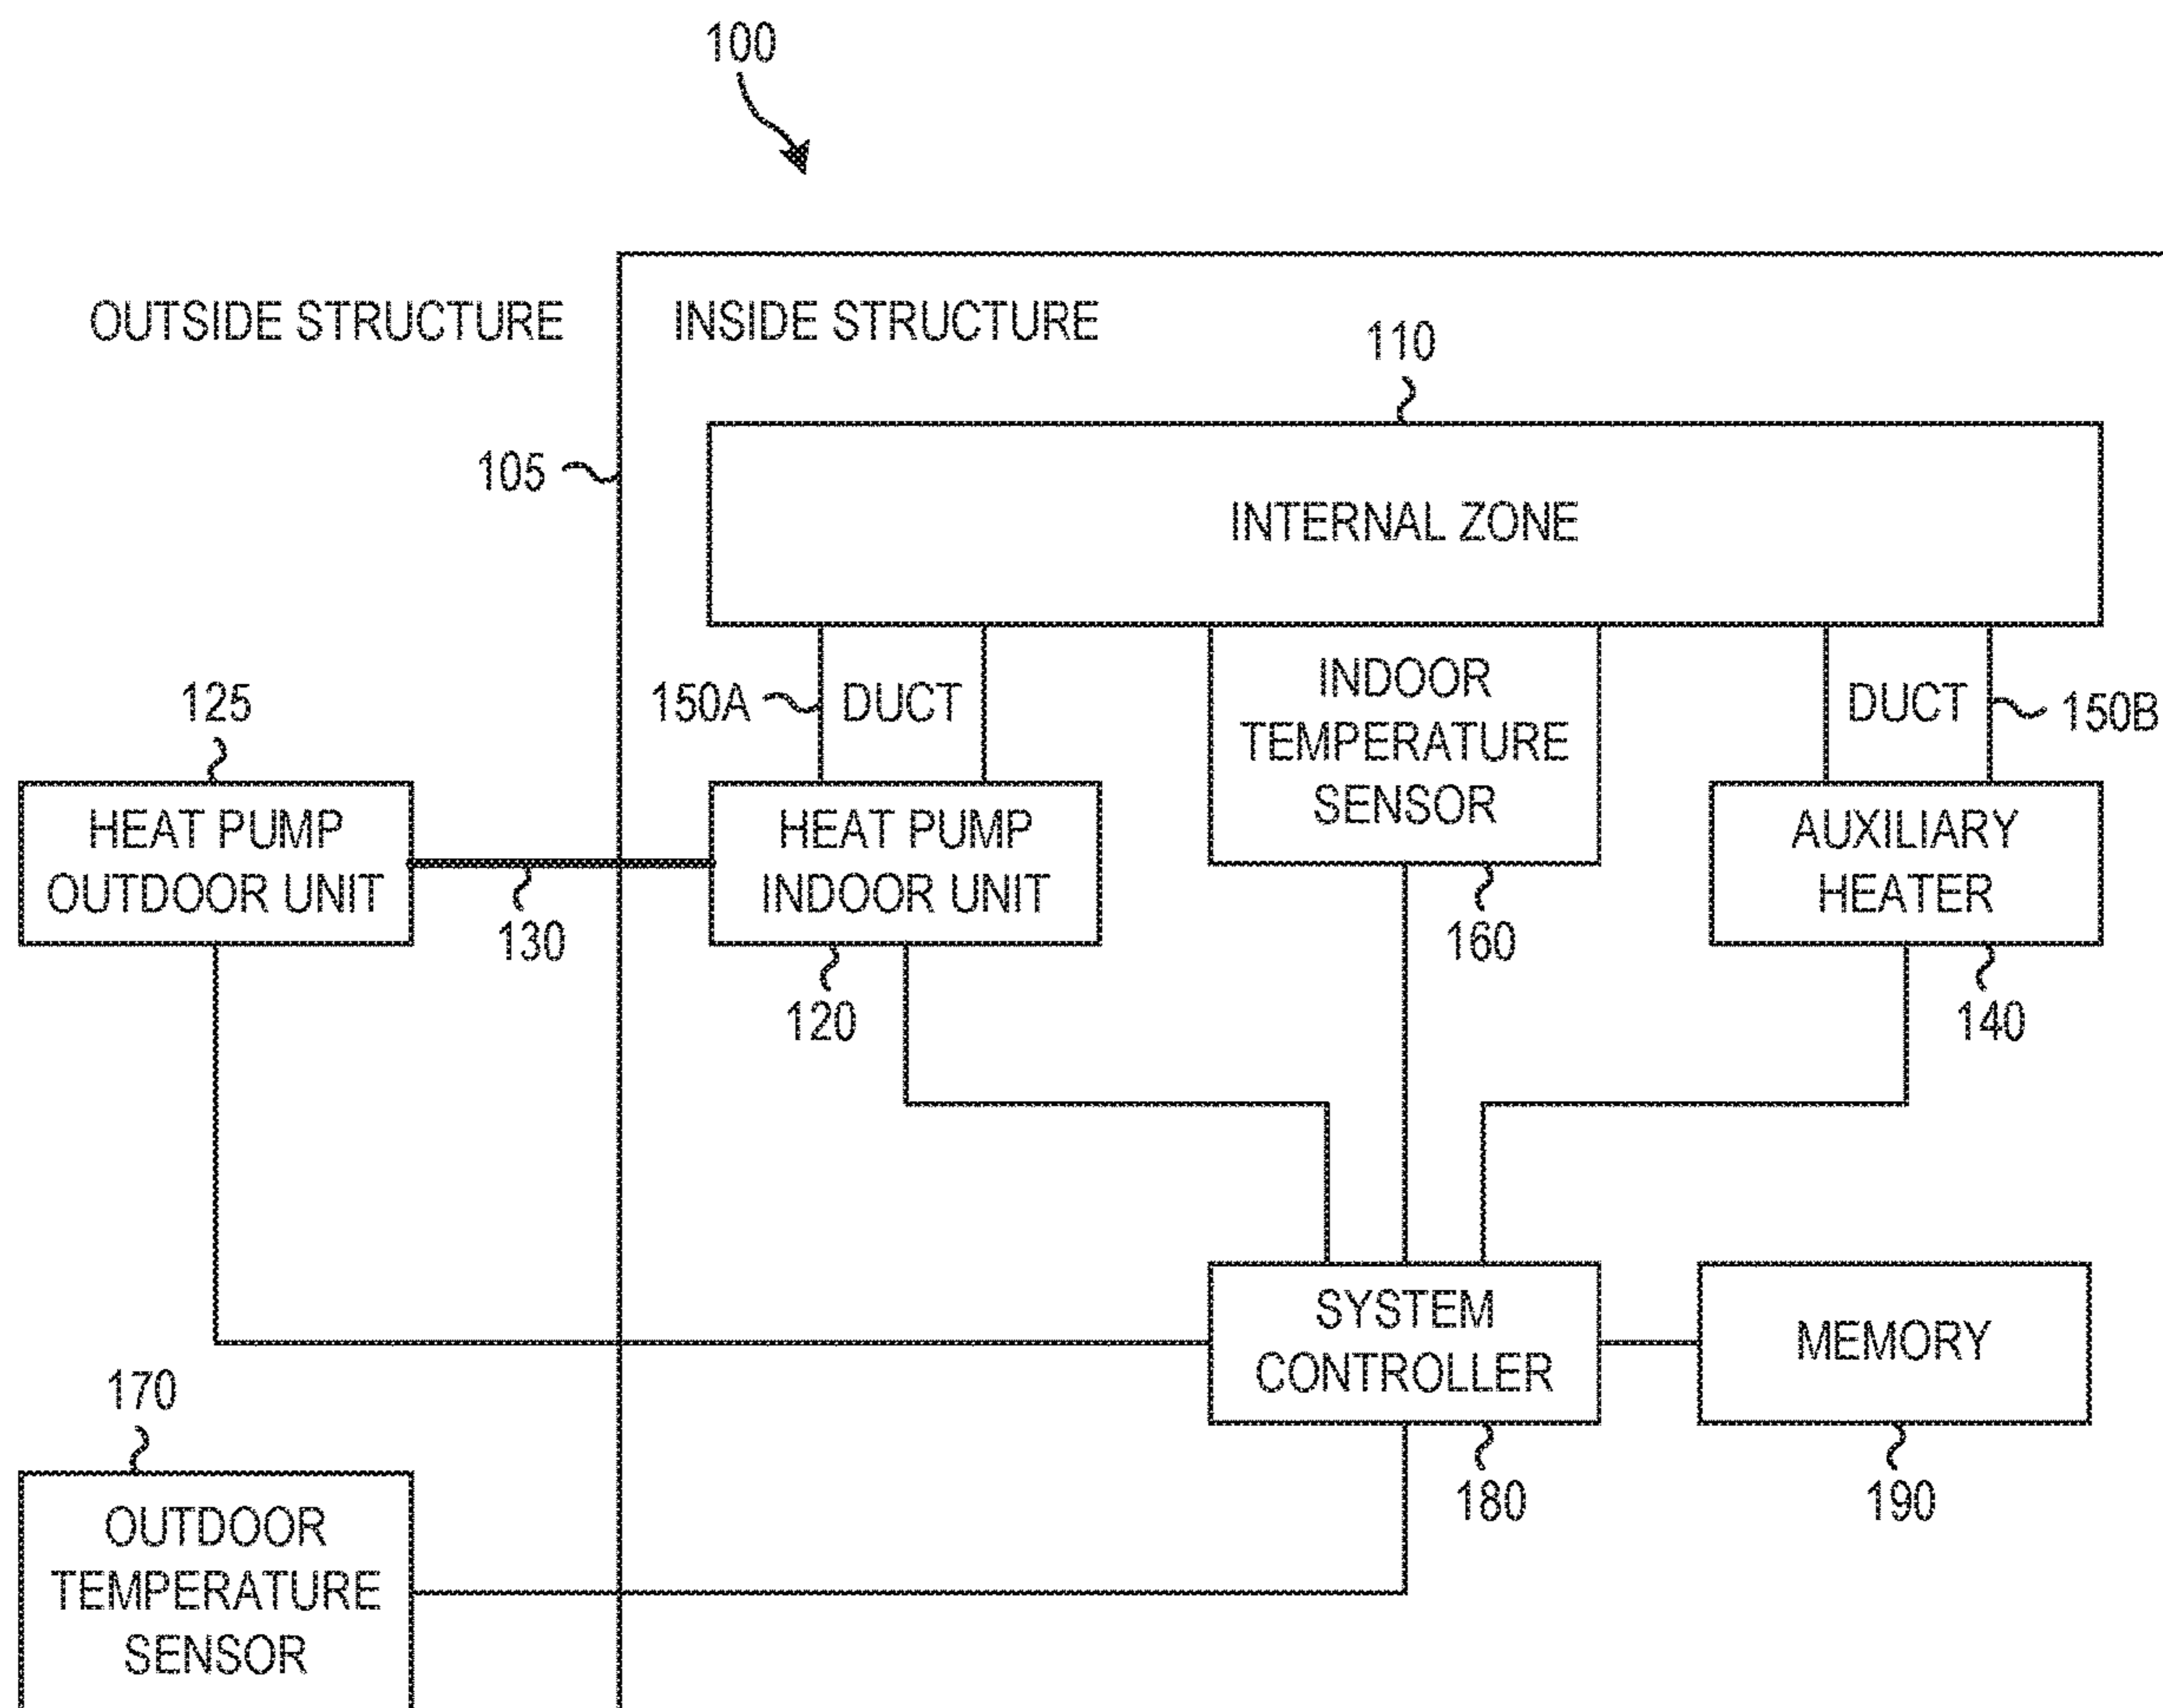 100
OUTSIDE STRUCTURE
INSIDE STRUCTURE
110
105
INTERNAL ZONE
125
150A
DUCT
INDOOR
TEMPERATURE
SENSOR
DUCT
150B
HEAT PUMP
OUTDOOR UNIT
130
HEAT PUMP
INDOOR UNIT
120
160
AUXILIARY
HEATER
140
SYSTEM
CONTROLLER
180
MEMORY
190
170
OUTDOOR
TEMPERATURE
SENSOR